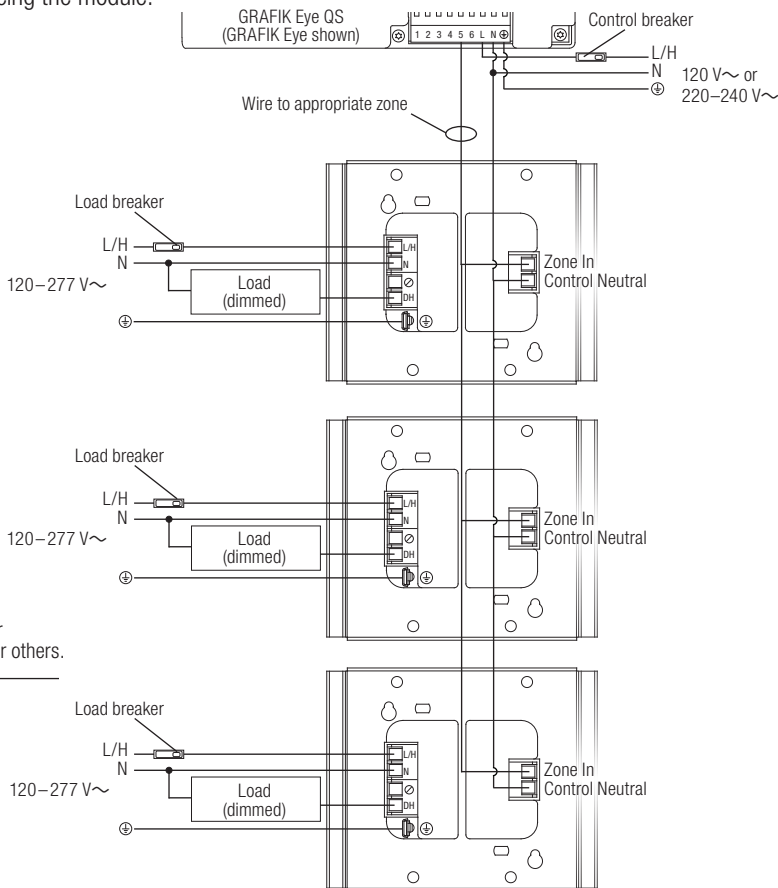 ing the module.
GRAFIK Eye QS
(GRAFIK Eye shown)
1 2 3 4 5 6 L N
Control breaker
L/H
N
120 V~ or
220–240 V~
Wire to appropriate zone
Load breaker
L/H
N
120–277 V~
Load
(dimmed)
L/H
N
DH
Zone In
Control Neutral
Load breaker
L/H
N
120–277 V~
Load
(dimmed)
L/H
N
DH
Zone In
Control Neutral
r others.
Load breaker
L/H
N
120–277 V~
Load
(dimmed)
L/H
N
DH
Zone In
Control Neutral